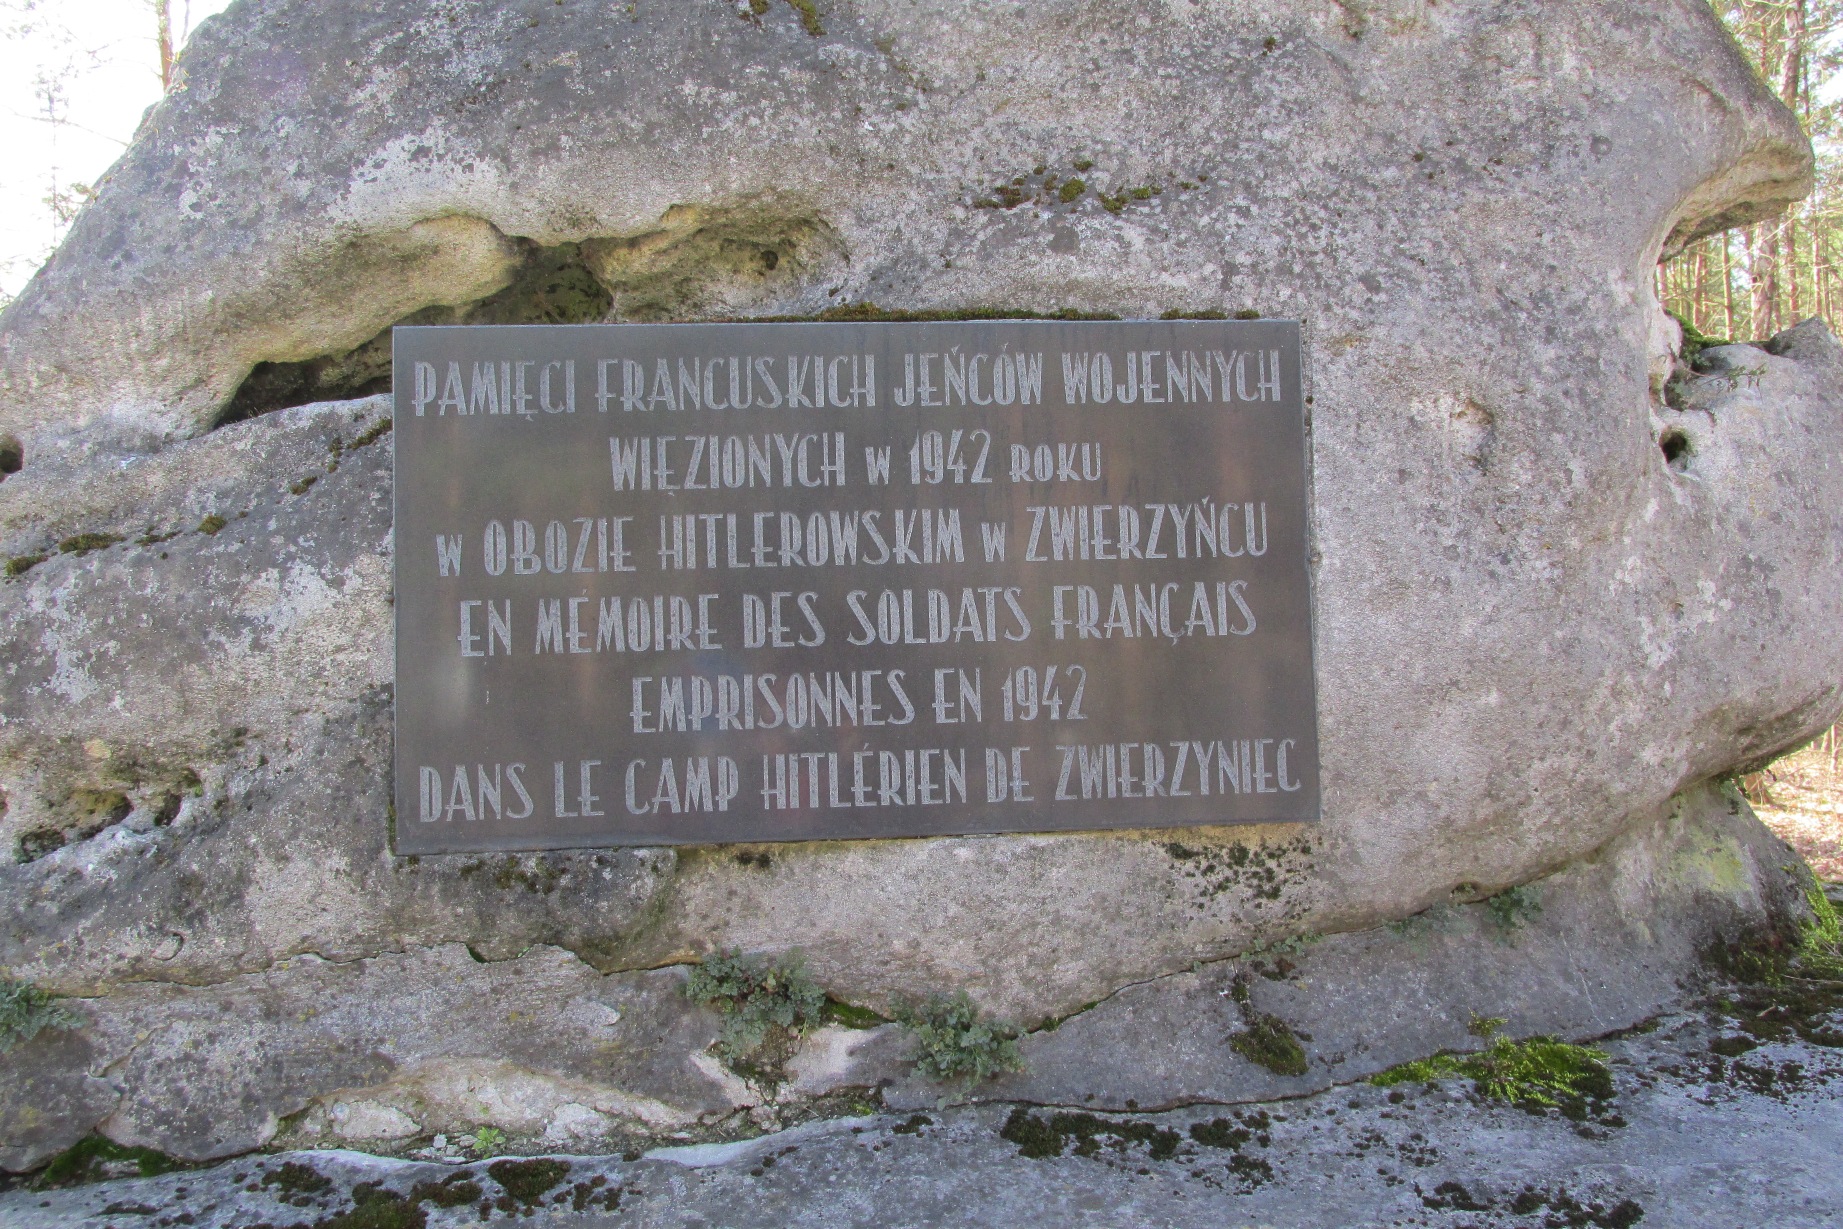 PAMIĘCI FRANCUSKICH JEŃCÓW WOJENNYCH
WIĘZIONYCH W 1942 ROKU
W OBOZIE HITLEROWSKIM W ZWIERZYŃCU
EN MÉMOIRE DES SOLDATS FRANÇAIS
EMPRISONNES EN 1942
DANS LE CAMP HITLÉRIEN DE ZWIERZYNIEC